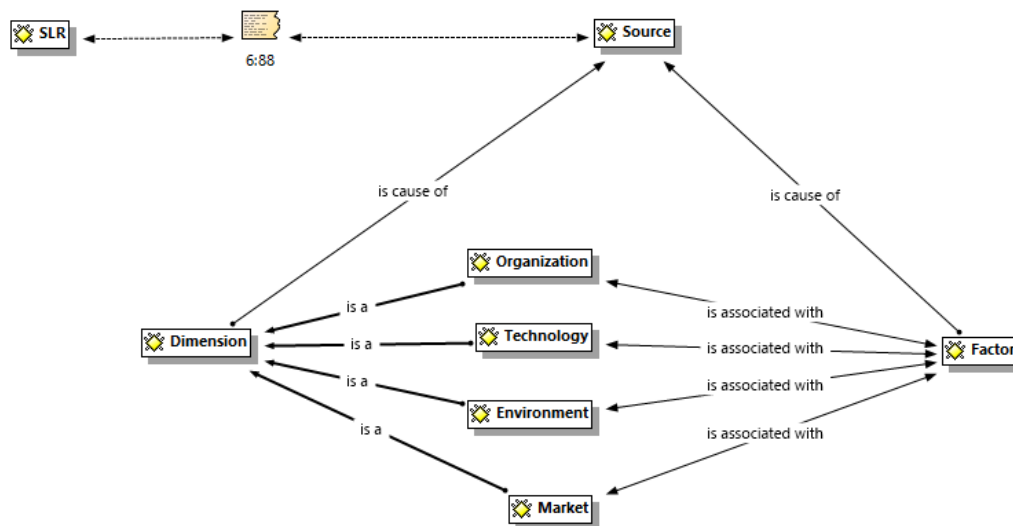 SLR
6:88
Source
is cause of
is cause of
Organization
is a
is associated with
Dimension
is a
Technology
is associated with
Factor
is a
Environment
is associated with
is a
is associated with
Market